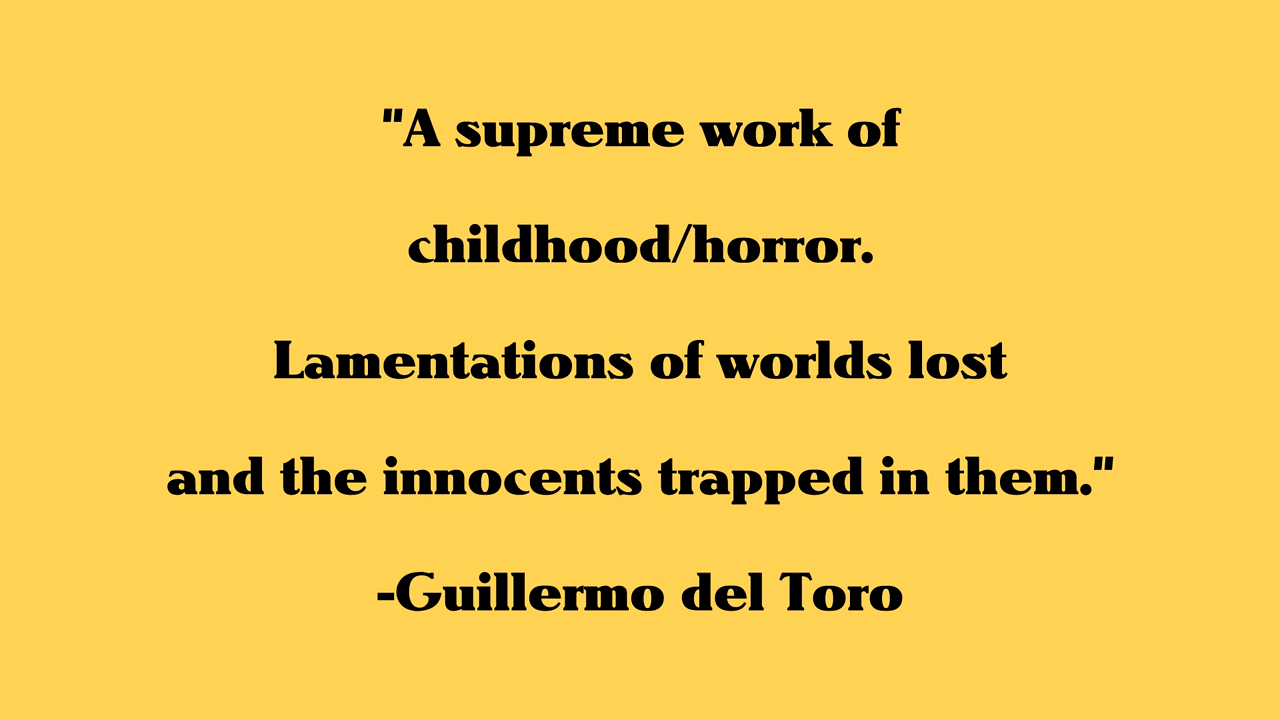 "A supreme work of
childhood/horror.
Lamentations of worlds lost
and the innocents trapped in them."
-Guillermo del Toro